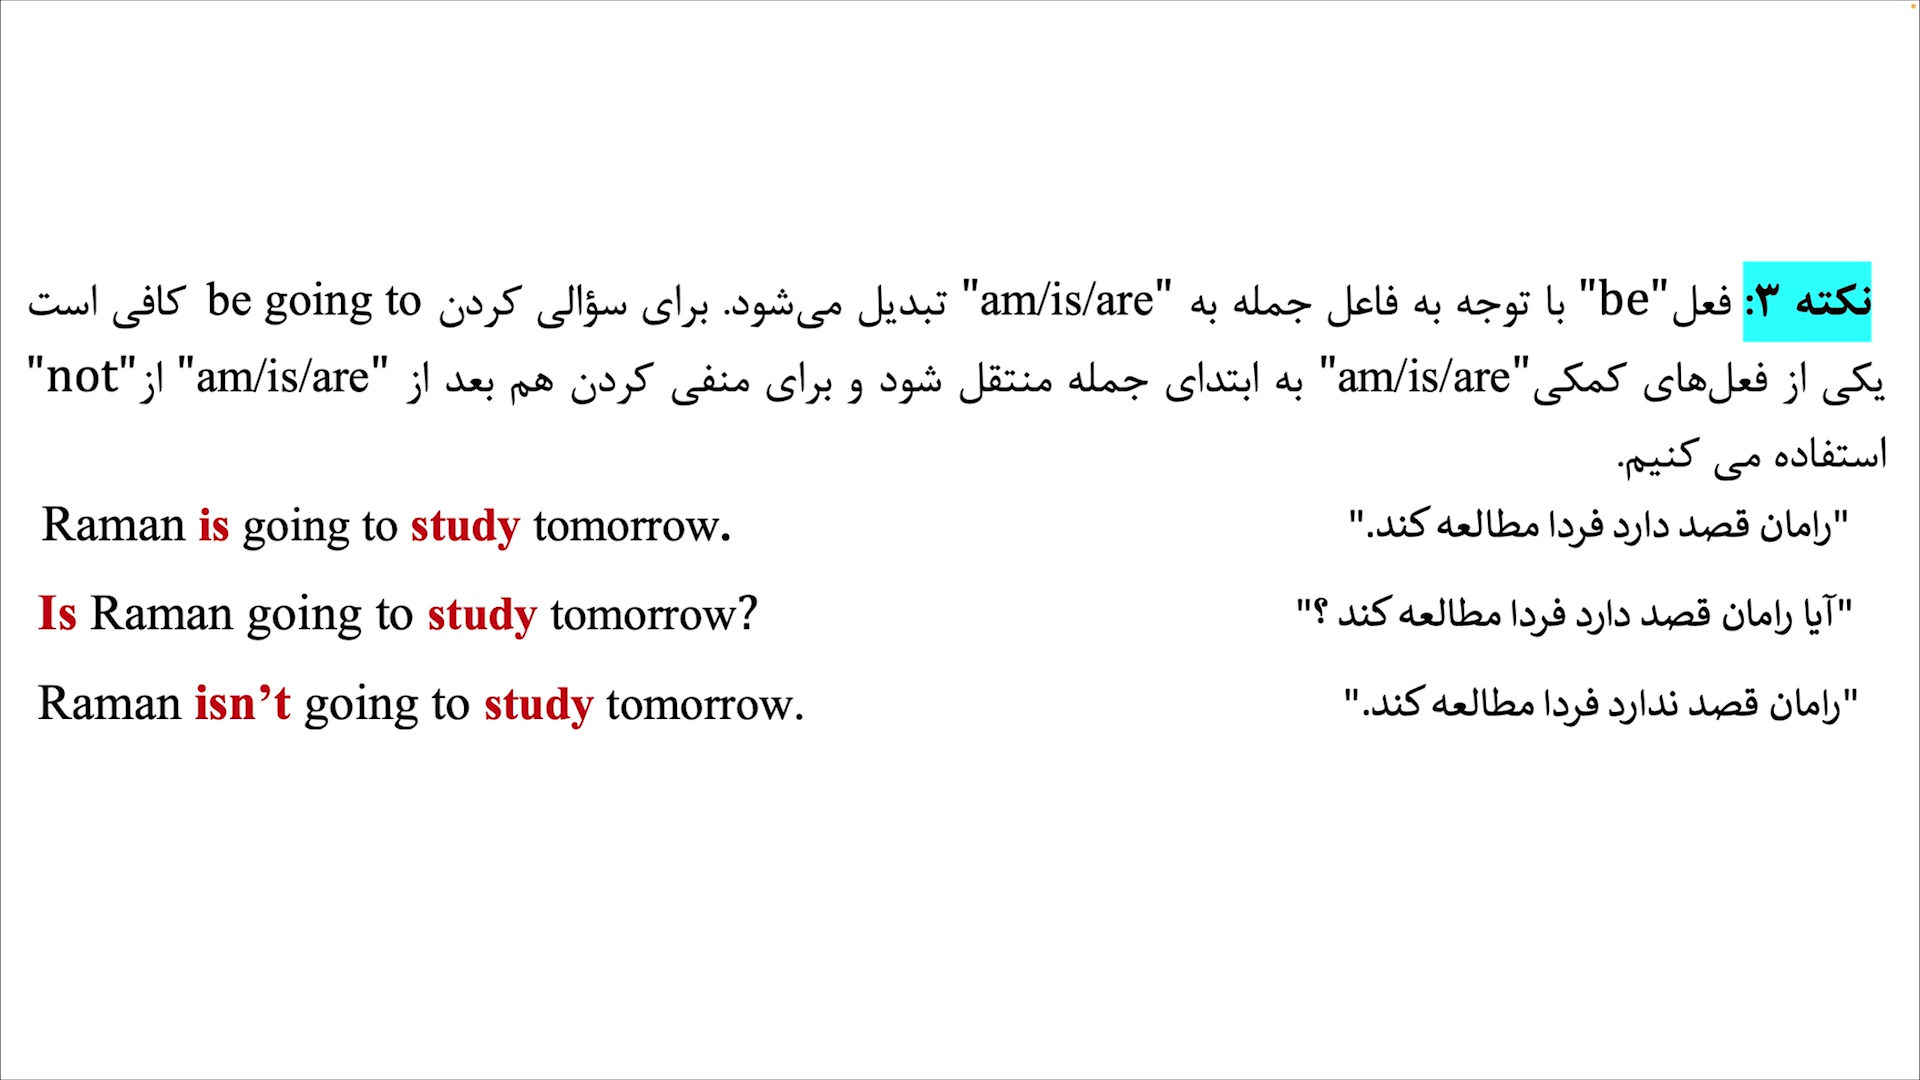 نکته ۳: فعل"be" با توجه به فاعل جمله به "am/is/are" تبدیل می‌شود. برای سؤالی کردن be going to کافی است
یکی از فعل‌های کمکی"am/is/are" به ابتدای جمله منتقل شود و برای منفی کردن هم بعد از "am/is/are" از"not"
استفاده می کنیم.
Raman is going to study tomorrow.
"رامان قصد دارد فردا مطالعه کند."
Is Raman going to study tomorrow?
"آیا رامان قصد دارد فردا مطالعه کند ؟"
Raman isn’t going to study tomorrow.
"رامان قصد ندارد فردا مطالعه کند."